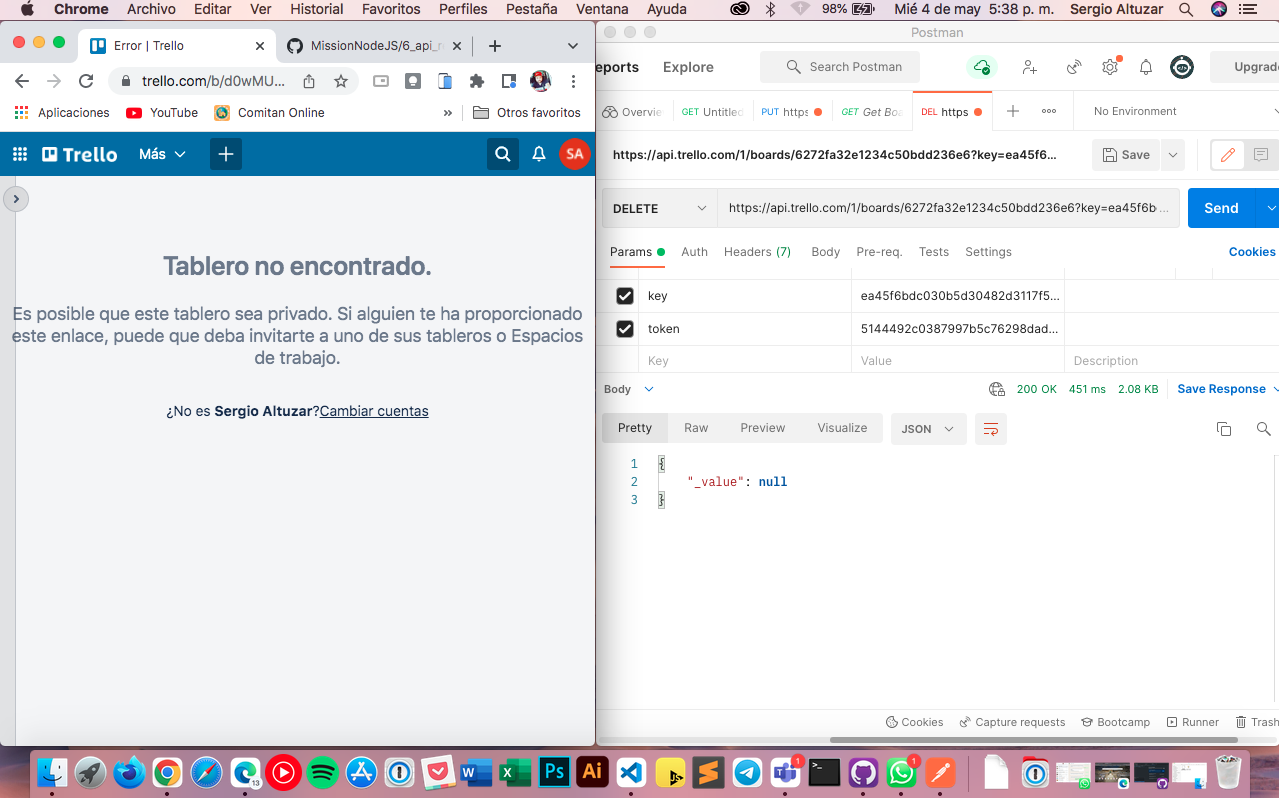 Chrome Archivo Editar Ver Historial Favoritos Perfiles Pestaña Ventana Ayuda 98% Mié 4 de may 5:38 p. m. Sergio Altuzar
Error | Trello
MissionNodeJS/6_api_r
trello.com/b/d0wMU...
Aplicaciones YouTube Comitan Online » Otros favoritos
Trello Más SA
Tablero no encontrado.
Es posible que este tablero sea privado. Si alguien te ha proporcionado
este enlace, puede que deba invitarte a uno de sus tableros o Espacios
de trabajo.
¿No es Sergio Altuzar?Cambiar cuentas
Postman
eports Explore Search Postman Upgrade
Overvie GET Untitled PUT https GET Get Boa DEL https No Environment
https://api.trello.com/1/boards/6272fa32e1234c50bdd236e6?key=ea45f6... Save
DELETE https://api.trello.com/1/boards/6272fa32e1234c50bdd236e6?key=ea45f6b ... Send
Params Auth Headers (7) Body Pre-req. Tests Settings Cookies
key ea45f6bdc030b5d30482d3117f5...
token 5144492c0387997b5c76298dad...
Key Value Description
Body 200 OK 451 ms 2.08 KB Save Response
Pretty Raw Preview Visualize JSON
1 {
2 "_value": null
3 }
Cookies Capture requests Bootcamp Runner Trash
13 W X Ps Ai 1 >_ 1